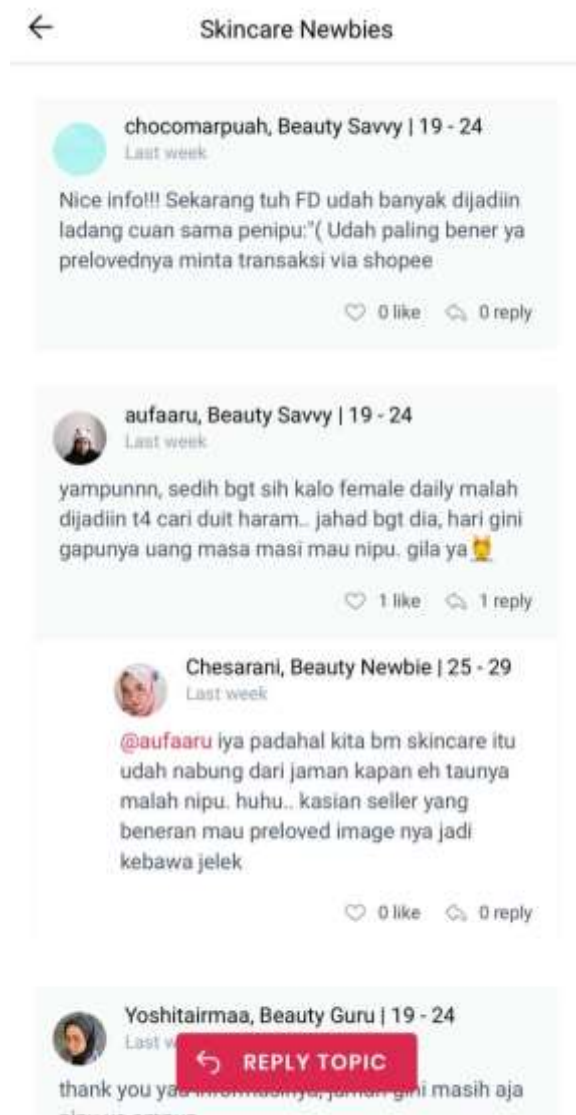 Skincare Newbies
chocomarpuah, Beauty Savvy | 19 - 24
Last week
Nice info!!! Sekarang tuh FD udah banyak dijadiin
ladang cuan sama penipu:"( Udah paling bener ya
prelovednya minta transaksi via shopee
0 like 0 reply
aufaaru, Beauty Savvy | 19 - 24
Last week
yampunnn, sedih bgt sih kalo female daily malah
dijadiin t4 cari duit haram.. jahad bgt dia, hari gini
gapunya uang masa masi mau nipu. gila ya
1 like 1 reply
Chesarani, Beauty Newbie | 25 - 29
Last week
@aufaaru iya padahal kita bm skincare itu
udah nabung dari jaman kapan eh taunya
malah nipu. huhu.. kasian seller yang
beneran mau preloved image nya jadi
kebawa jelek
0 like 0 reply
Yoshitairmaa, Beauty Guru | 19 - 24
Last
REPLY TOPIC
thank you yaa gini masih aja